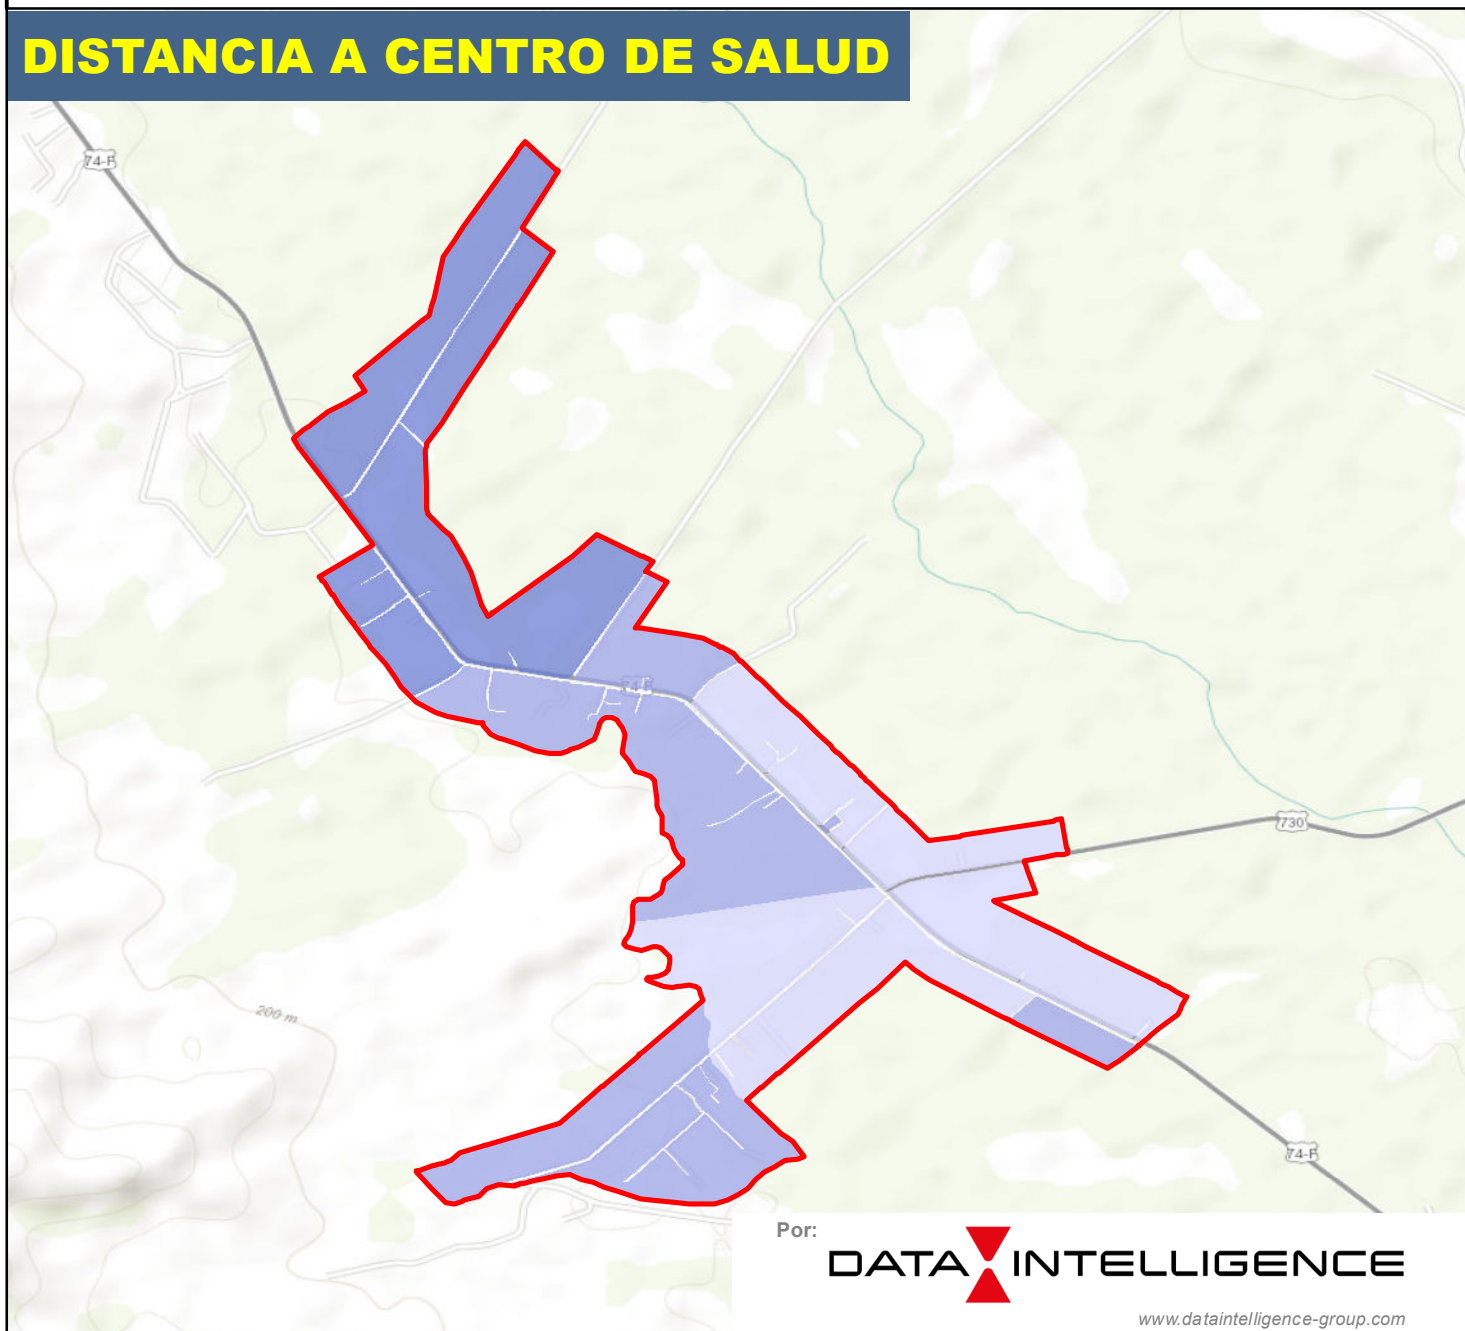 DISTANCIA A CENTRO DE SALUD
74-F
74-F
730
200 m
74-F
Por:
DATA INTELLIGENCE
www.dataintelligence-group.com